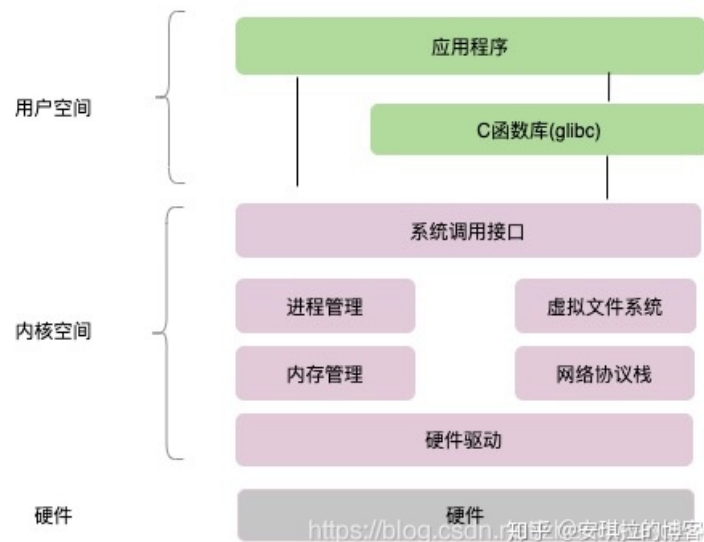 应用程序
用户空间
C函数库(glibc)
系统调用接口
进程管理
虚拟文件系统
内核空间
内存管理
网络协议栈
硬件驱动
硬件
硬件
知乎 @安琪拉的博客
https://blog.csdn.n